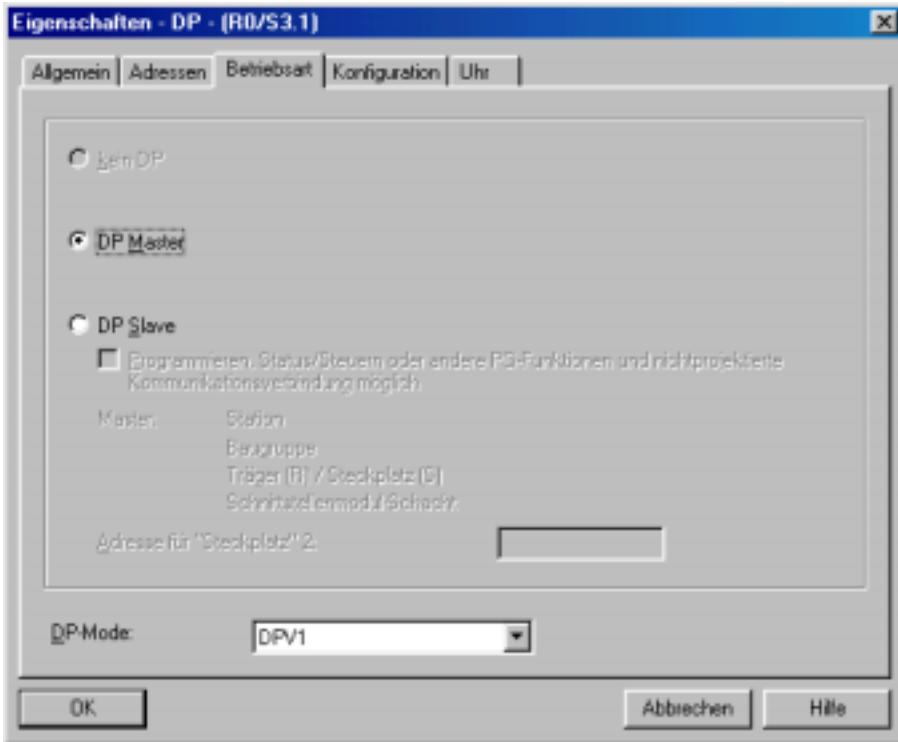 Eigenschaften - DP - (R0/S3.1)
Allgemein Adressen Betriebsart Konfiguration Uhr
kein DP
DP Master
DP Slave
Programmieren, Status/Steuern oder andere PG-Funktionen und nichtprojektierte
Kommunikationsverbindung möglich
Master: Station
Baugruppe
Träger (R) / Steckplatz (S)
Schnittstellenmodul-Schacht
Adresse für "Steckplatz" 2:
DP-Mode: DPV1
OK Abbrechen Hilfe